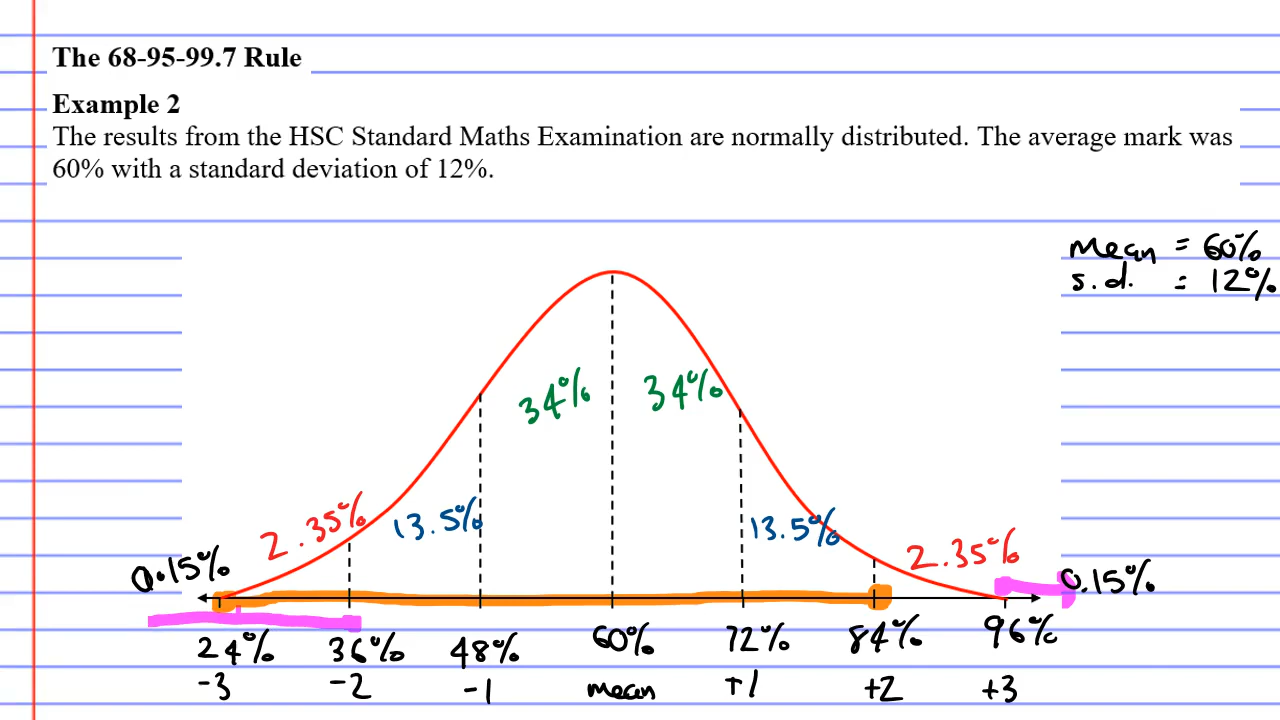 The 68-95-99.7 Rule
Example 2
The results from the HSC Standard Maths Examination are normally distributed. The average mark was
60% with a standard deviation of 12%.
mean = 60%
s.d. = 12%
34% 34%
2.35% 13.5% 13.5% 2.35%
0.15% 0.15%
24% 36% 48% 60% 72% 84% 96%
-3 -2 -1 mean +1 +2 +3